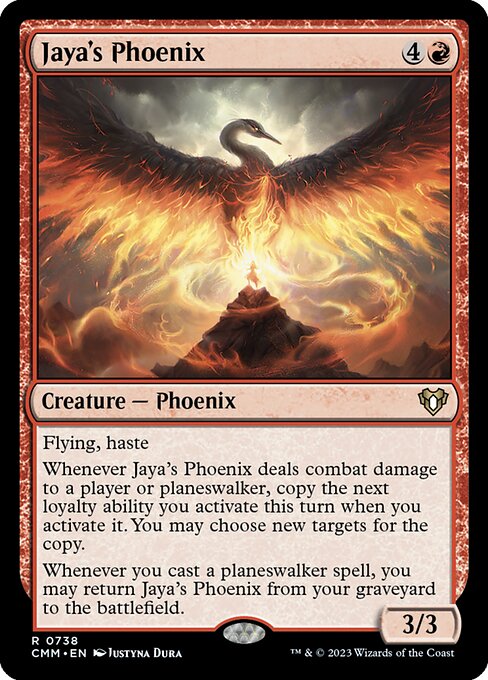 Jaya's Phoenix 4
Creature — Phoenix
Flying, haste
Whenever Jaya's Phoenix deals combat damage
to a player or planeswalker, copy the next
loyalty ability you activate this turn when you
activate it. You may choose new targets for the
copy.
Whenever you cast a planeswalker spell, you
may return Jaya's Phoenix from your graveyard
to the battlefield.
3/3
R 0738
CMM • EN Justyna Dura
™ & © 2023 Wizards of the Coast